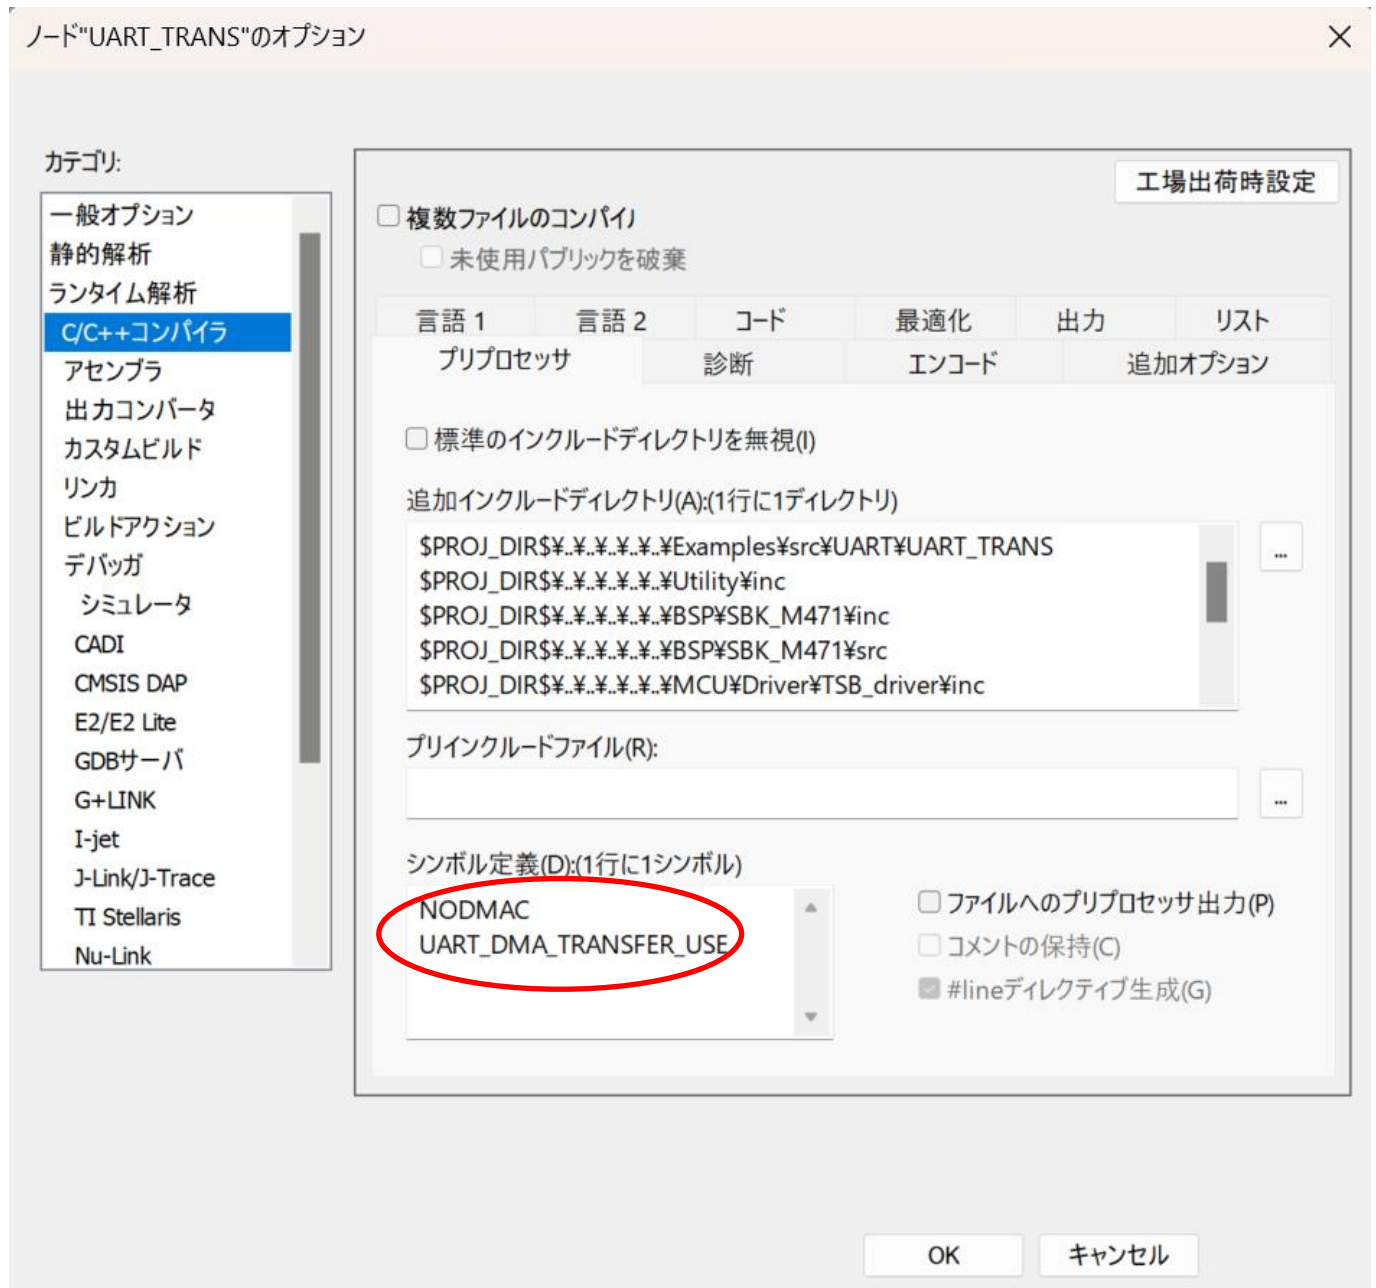 ノード"UART_TRANS"のオプション
カテゴリ:
一般オプション
静的解析
ランタイム解析
C/C++コンパイラ
アセンブラ
出力コンバータ
カスタムビルド
リンカ
ビルドアクション
デバッガ
シミュレータ
CADI
CMSIS DAP
E2/E2 Lite
GDBサーバ
G+LINK
I-jet
J-Link/J-Trace
TI Stellaris
Nu-Link
工場出荷時設定
複数ファイルのコンパイル
未使用パブリックを破棄
言語 1 言語 2 コード 最適化 出力 リスト
プリプロセッサ 診断 エンコード 追加オプション
標準のインクルードディレクトリを無視(I)
追加インクルードディレクトリ(A):(1行に1ディレクトリ)
$PROJ_DIR$¥..¥.¥.¥..¥..¥Examples¥src¥UART¥UART_TRANS
$PROJ_DIR$¥..¥.¥.¥..¥..¥Utility¥inc
$PROJ_DIR$¥..¥.¥.¥..¥..¥BSP¥SBK_M471¥inc
$PROJ_DIR$¥..¥.¥.¥..¥..¥BSP¥SBK_M471¥src
$PROJ_DIR$¥..¥.¥.¥..¥..¥MCU¥Driver¥TSB_driver¥inc
...
プリインクルードファイル(R):
...
シンボル定義(D):(1行に1シンボル)
NODMAC
UART_DMA_TRANSFER_USE
ファイルへのプリプロセッサ出力(P)
コメントの保持(C)
#lineディレクティブ生成(G)
OK キャンセル